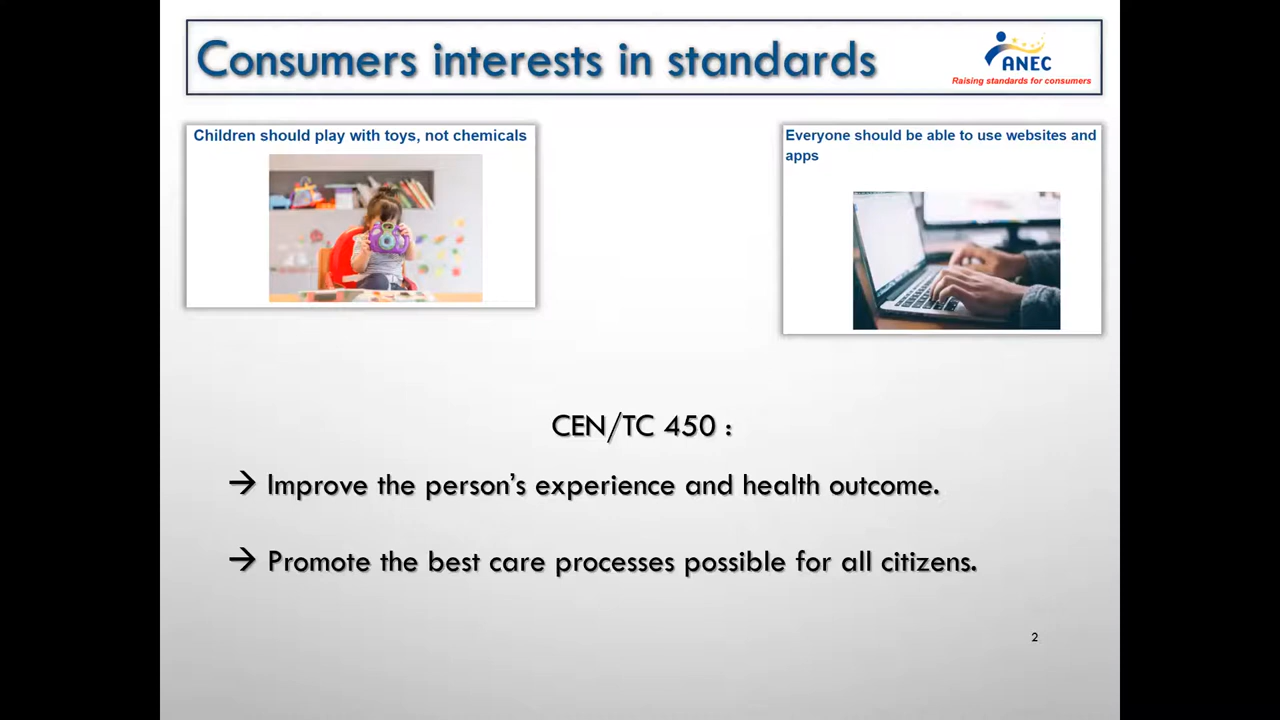 Consumers interests in standards
ANEC
Raising standards for consumers
Children should play with toys, not chemicals
Everyone should be able to use websites and
apps
CEN/TC 450 :
→ Improve the person’s experience and health outcome.
→ Promote the best care processes possible for all citizens.
2